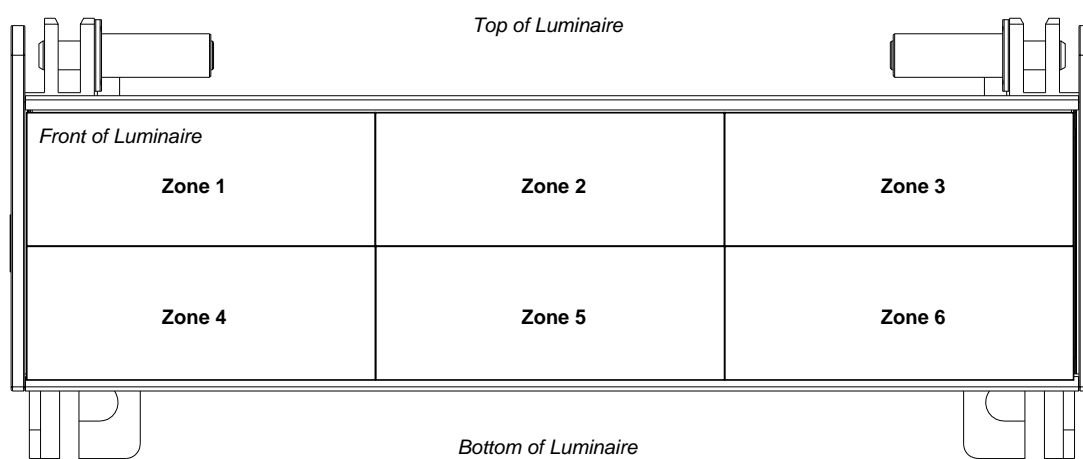 Top of Luminaire
Front of Luminaire
Zone 1
Zone 2
Zone 3
Zone 4
Zone 5
Zone 6
Bottom of Luminaire